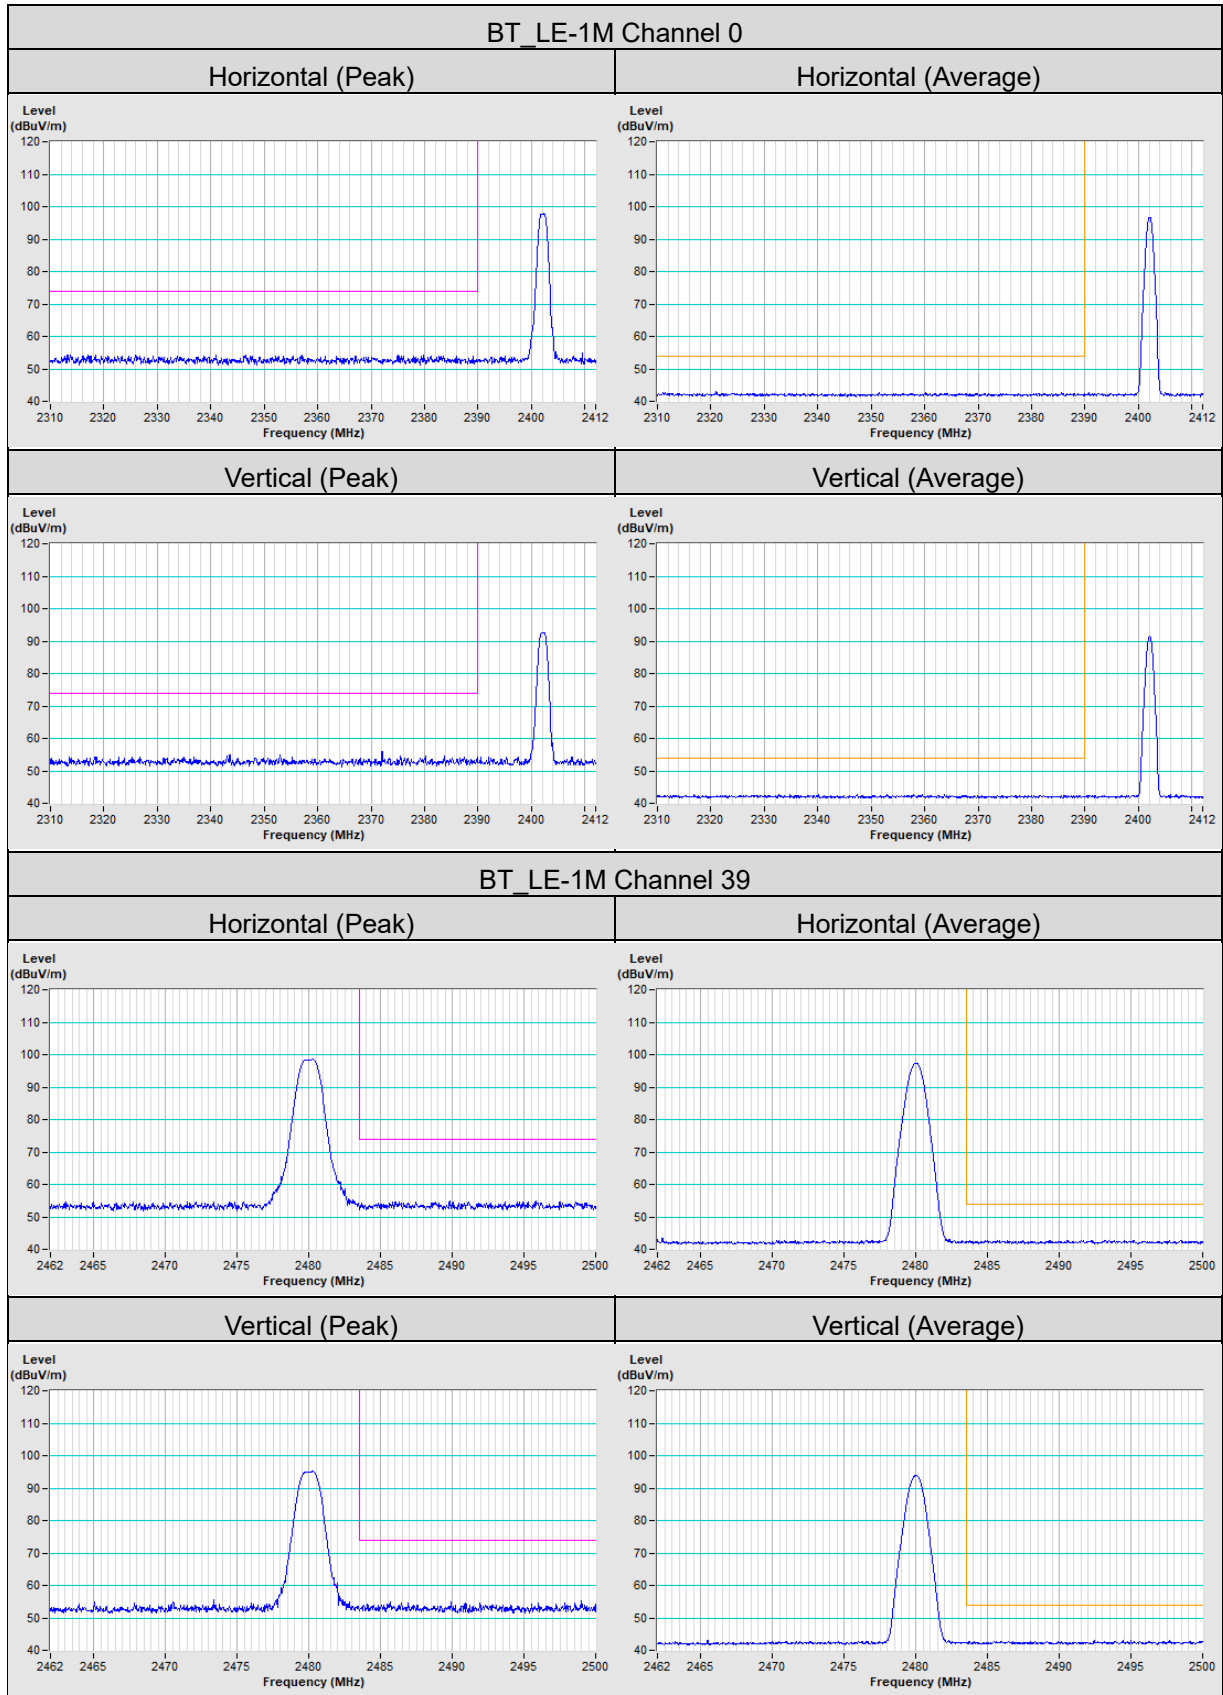 BT_LE-1M Channel 0
Horizontal (Peak)
Horizontal (Average)
Level
(dBuV/m)
120
110
100
90
80
70
60
50
40
2310 2320 2330 2340 2350 2360 2370 2380 2390 2400 2412
Frequency (MHz)
Level
(dBuV/m)
120
110
100
90
80
70
60
50
40
2310 2320 2330 2340 2350 2360 2370 2380 2390 2400 2412
Frequency (MHz)
Vertical (Peak)
Vertical (Average)
Level
(dBuV/m)
120
110
100
90
80
70
60
50
40
2310 2320 2330 2340 2350 2360 2370 2380 2390 2400 2412
Frequency (MHz)
Level
(dBuV/m)
120
110
100
90
80
70
60
50
40
2310 2320 2330 2340 2350 2360 2370 2380 2390 2400 2412
Frequency (MHz)
BT_LE-1M Channel 39
Horizontal (Peak)
Horizontal (Average)
Level
(dBuV/m)
120
110
100
90
80
70
60
50
40
2462 2465 2470 2475 2480 2485 2490 2495 2500
Frequency (MHz)
Level
(dBuV/m)
120
110
100
90
80
70
60
50
40
2462 2465 2470 2475 2480 2485 2490 2495 2500
Frequency (MHz)
Vertical (Peak)
Vertical (Average)
Level
(dBuV/m)
120
110
100
90
80
70
60
50
40
2462 2465 2470 2475 2480 2485 2490 2495 2500
Frequency (MHz)
Level
(dBuV/m)
120
110
100
90
80
70
60
50
40
2462 2465 2470 2475 2480 2485 2490 2495 2500
Frequency (MHz)